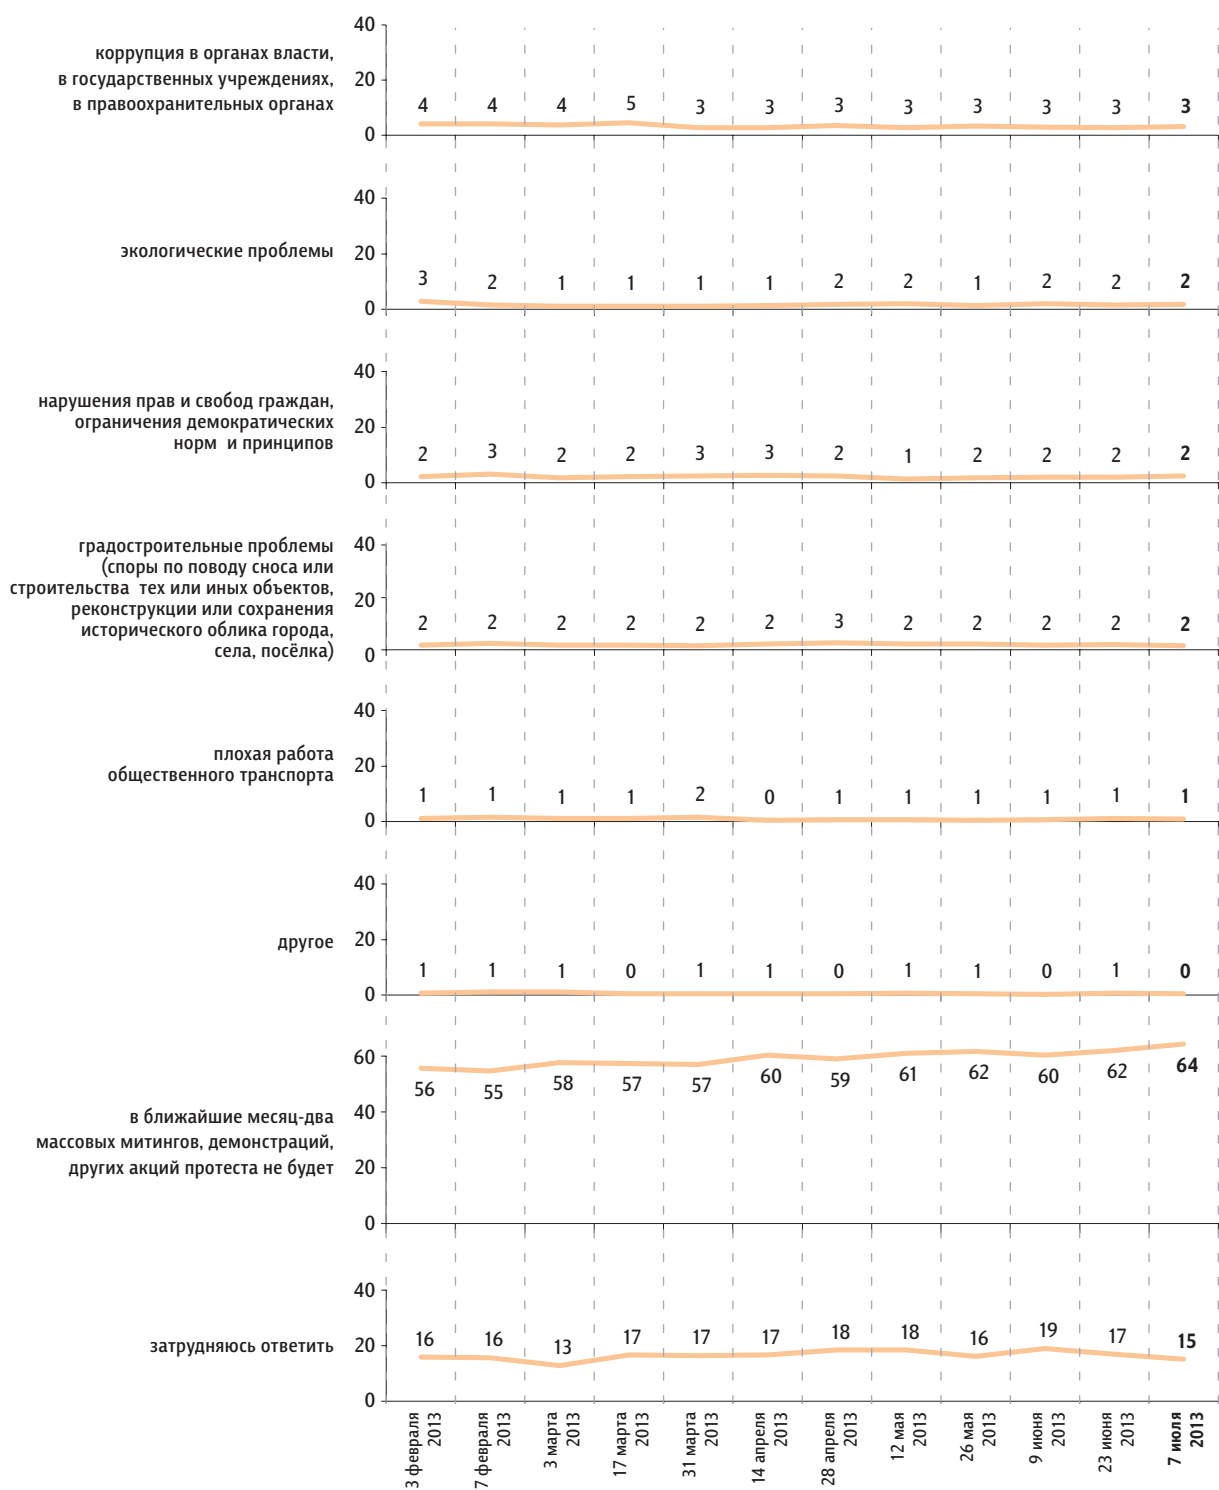 40
коррупция в органах власти,
в государственных учреждениях,
в правоохранительных органах
20
4 4 4 5 3 3 3 3 3 3 3 3
0
40
экологические проблемы
20
3 2 1 1 1 1 2 2 1 2 2 2
0
40
нарушения прав и свобод граждан,
ограничения демократических
норм и принципов
20
2 3 2 2 3 3 2 1 2 2 2 2
0
40
градостроительные проблемы
(споры по поводу сноса или
строительства тех или иных объектов,
реконструкции или сохранения
исторического облика города,
села, посёлка)
20
2 2 2 2 2 2 3 2 2 2 2 2
0
40
плохая работа
общественного транспорта
20
1 1 1 1 2 0 1 1 1 1 1 1
0
40
другое
20
1 1 1 0 1 1 0 1 1 0 1 0
0
60
56 55 58 57 57 60 59 61 62 60 62 64
40
в ближайшие месяц-два
массовых митингов, демонстраций,
других акций протеста не будет
20
0
40
затрудняюсь ответить
20
16 16 13 17 17 17 18 18 16 19 17 15
0
3 февраля
2013
7 февраля
2013
3 марта
2013
17 марта
2013
31 марта
2013
14 апреля
2013
28 апреля
2013
12 мая
2013
26 мая
2013
9 июня
2013
23 июня
2013
7 июля
2013